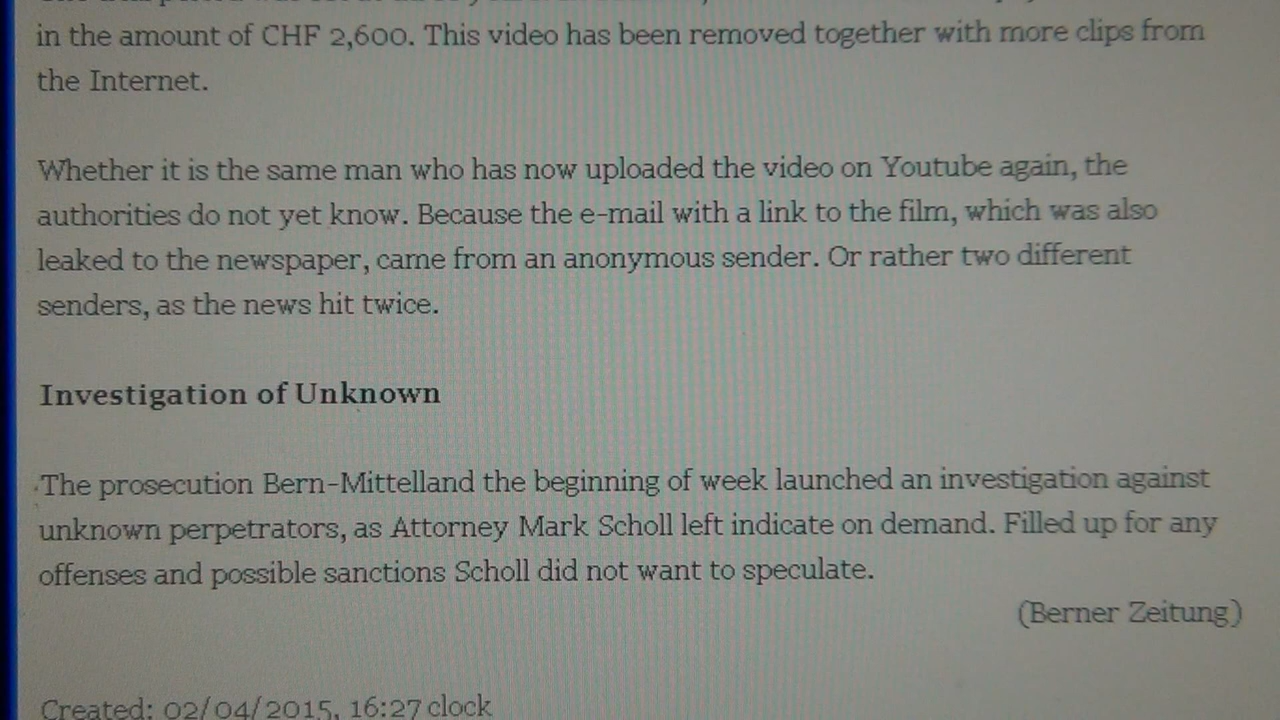 in the amount of CHF 2,600. This video has been removed together with more clips from
the Internet.
Whether it is the same man who has now uploaded the video on Youtube again, the
authorities do not yet know. Because the e-mail with a link to the film, which was also
leaked to the newspaper, came from an anonymous sender. Or rather two different
senders, as the news hit twice.
Investigation of Unknown
The prosecution Bern-Mittelland the beginning of week launched an investigation against
unknown perpetrators, as Attorney Mark Scholl left indicate on demand. Filled up for any
offenses and possible sanctions Scholl did not want to speculate.
(Berner Zeitung)
Created: 02/04/2015, 16:27 clock